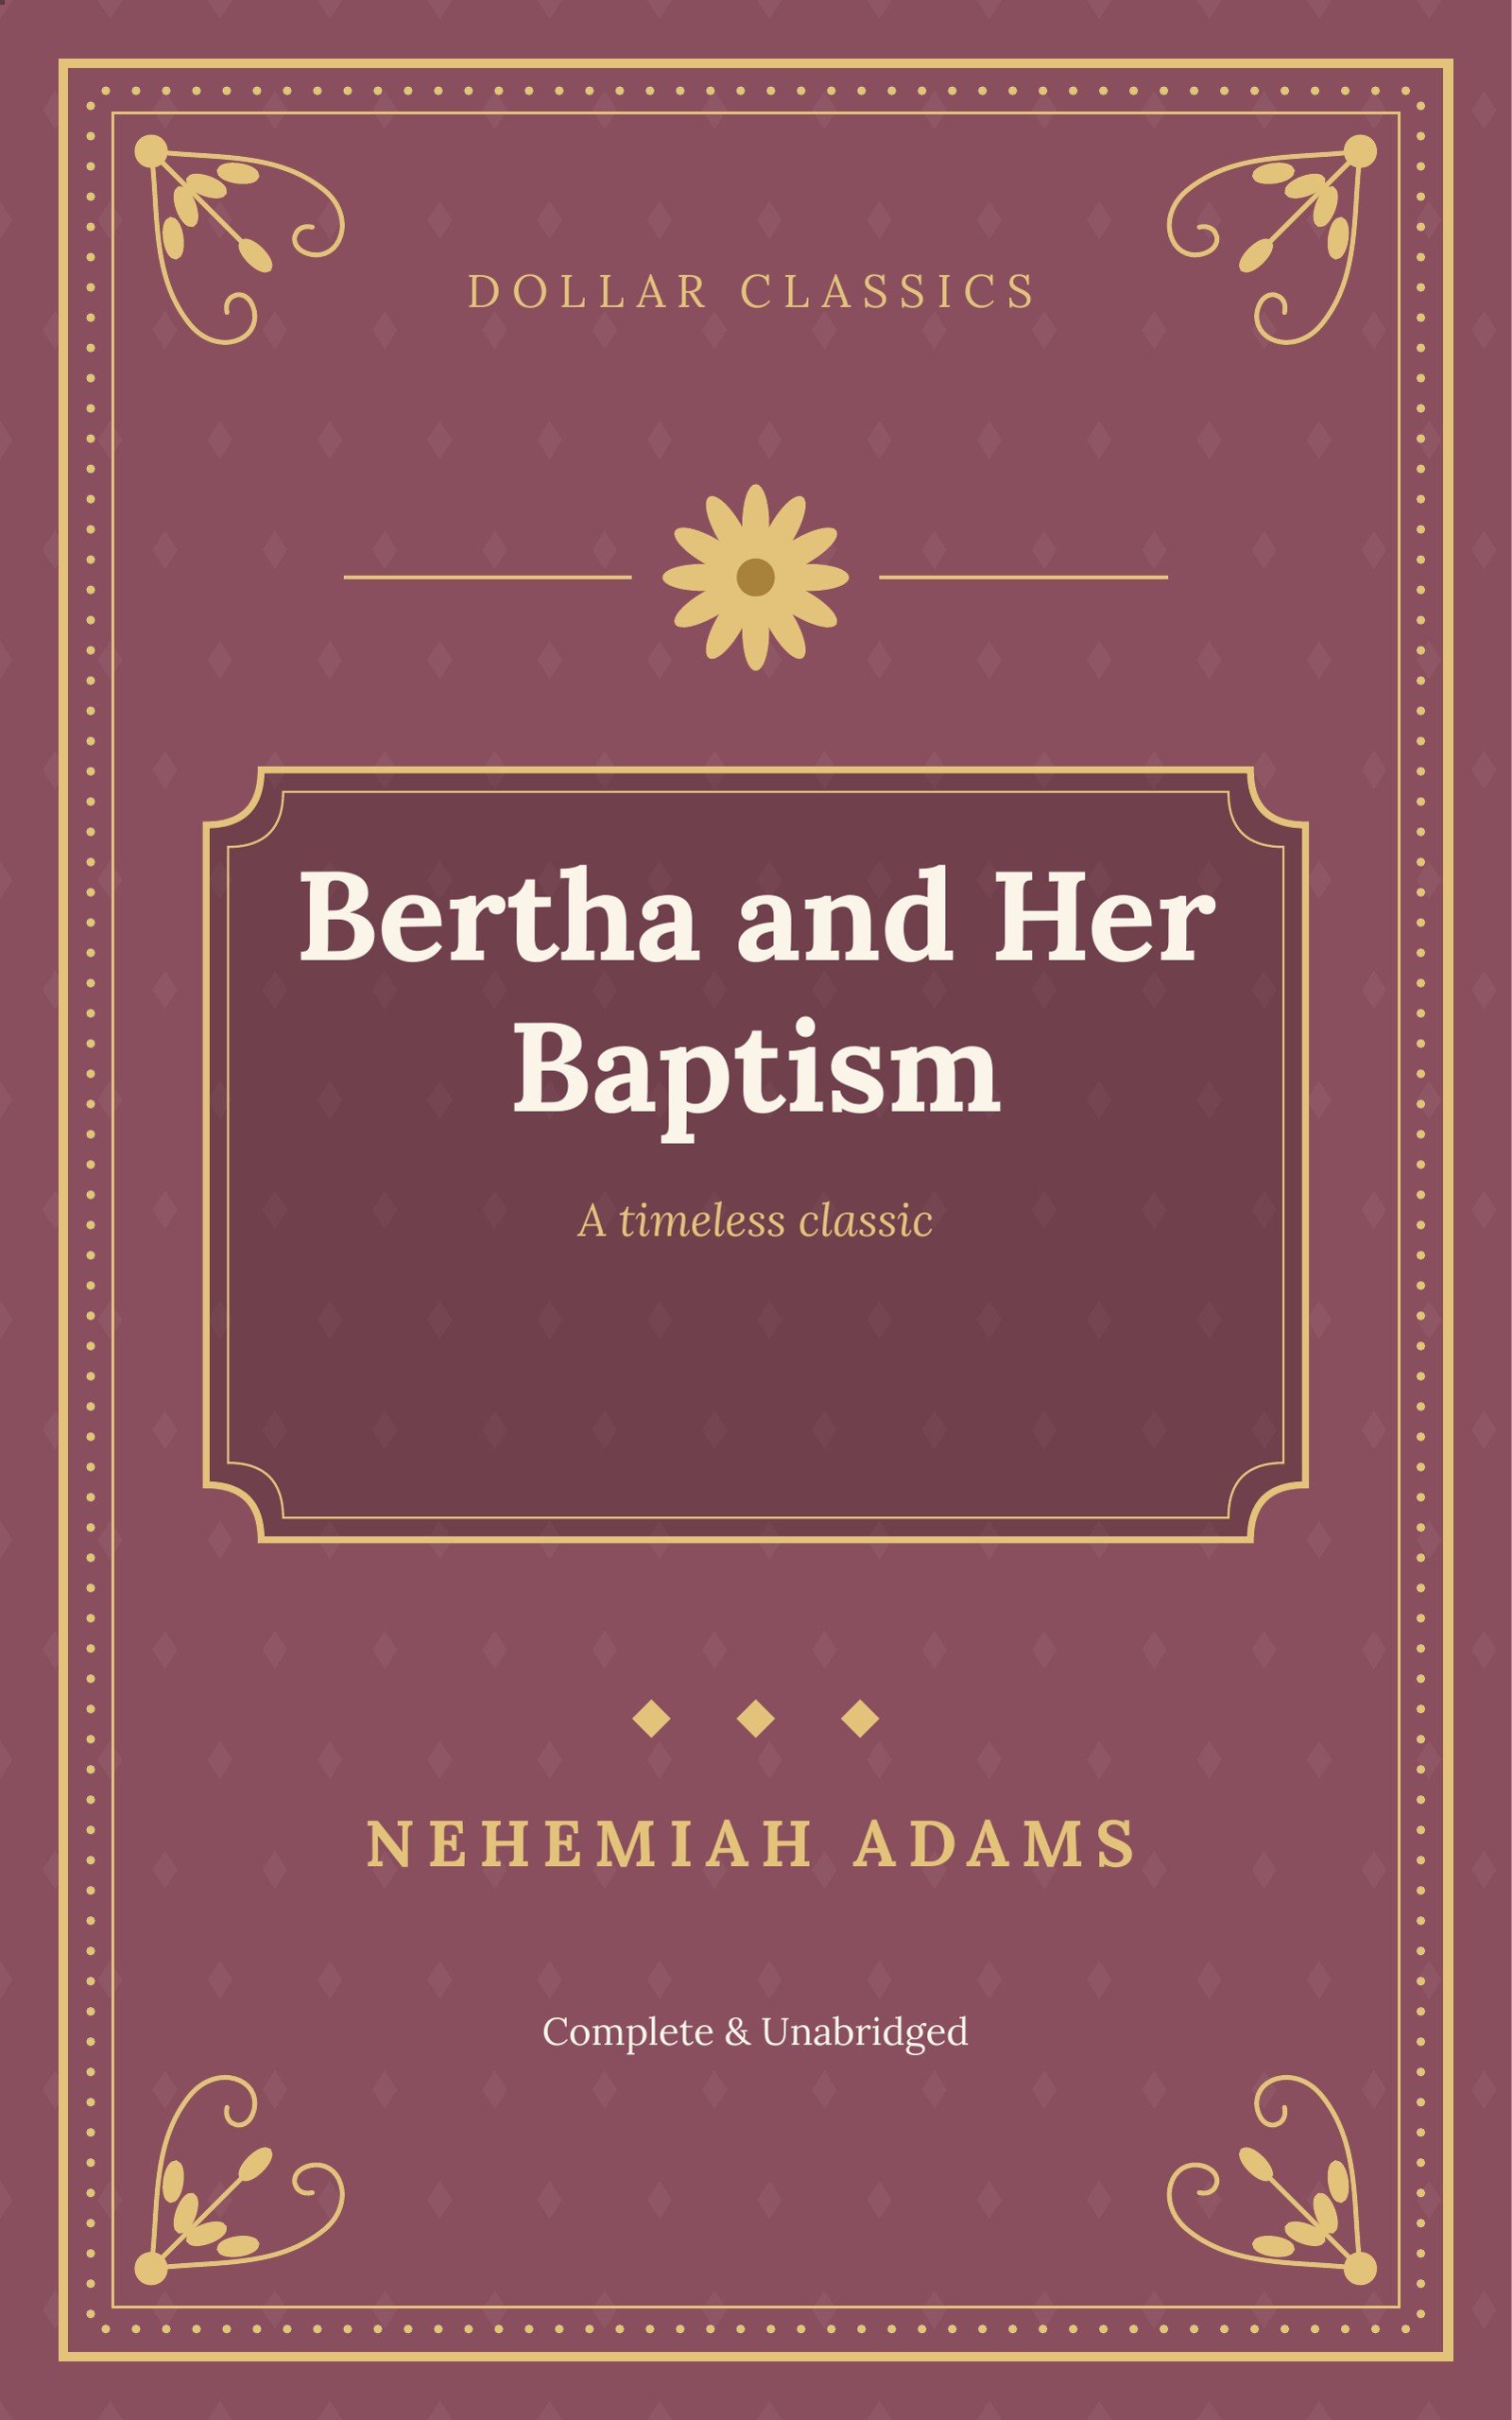 DOLLAR CLASSICS
Bertha and Her
Baptism
A timeless classic
NEHEMIAH ADAMS
Complete & Unabridged